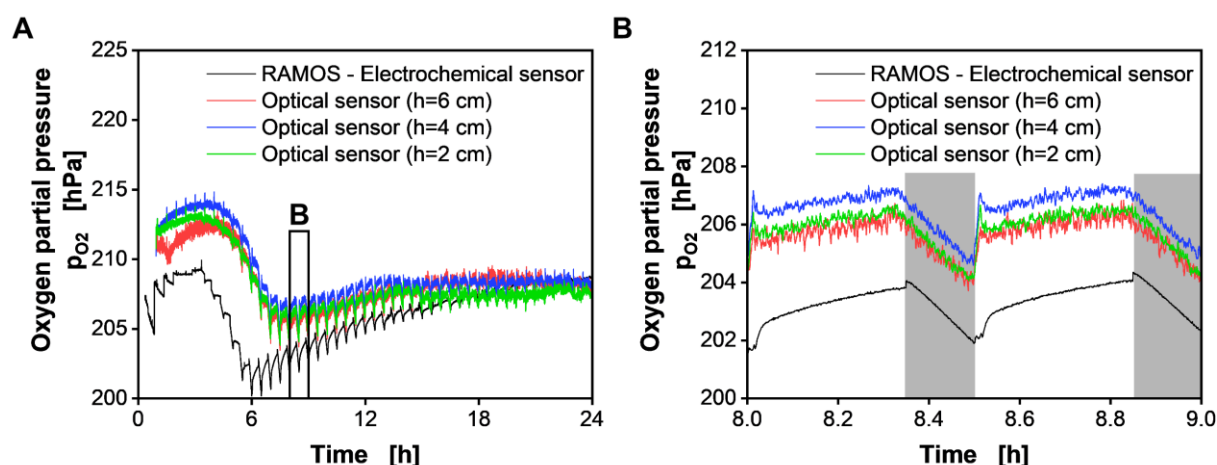 A
Oxygen partial pressure
pO2 [hPa]
225
220
215
210
205
200
RAMOS - Electrochemical sensor
Optical sensor (h=6 cm)
Optical sensor (h=4 cm)
Optical sensor (h=2 cm)
B
0
6
12
18
24
Time [h]
B
Oxygen partial pressure
pO2 [hPa]
212
210
208
206
204
202
200
RAMOS - Electrochemical sensor
Optical sensor (h=6 cm)
Optical sensor (h=4 cm)
Optical sensor (h=2 cm)
8.0
8.2
8.4
8.6
8.8
9.0
Time [h]